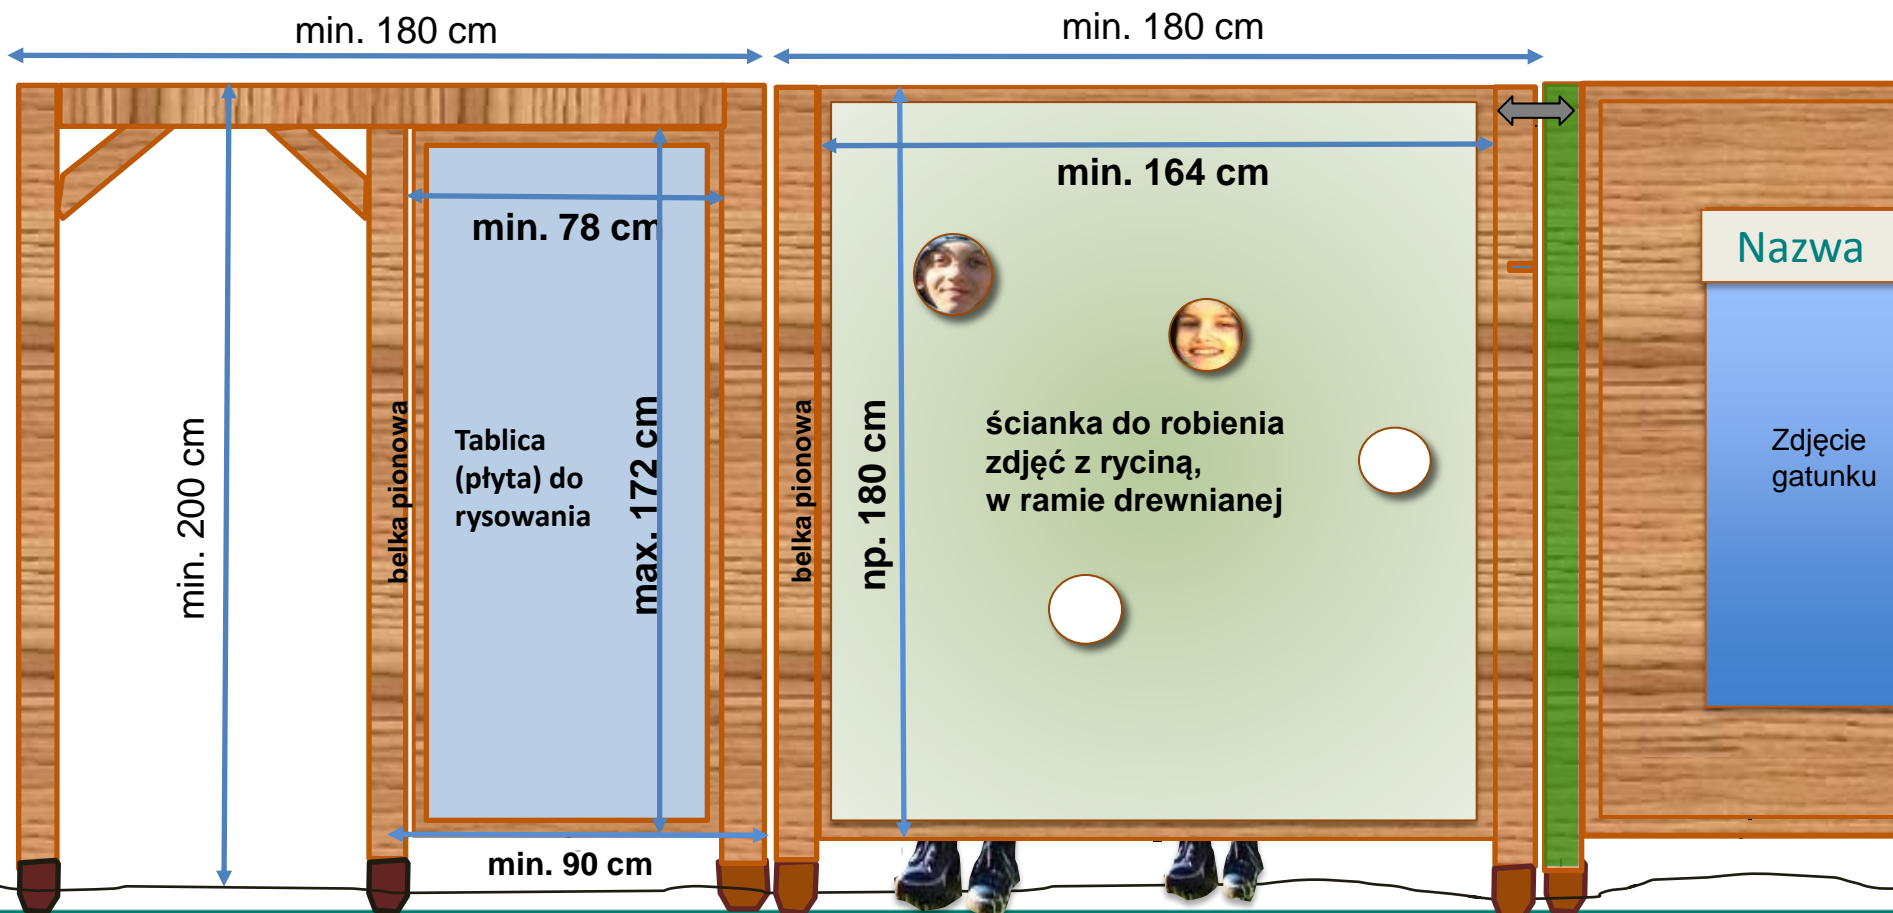 min. 180 cm
min. 180 cm
min. 164 cm
min. 78 cm
Nazwa
min. 200 cm
belka pionowa
Tablica
(płyta) do
rysowania
max. 172 cm
belka pionowa
np. 180 cm
ścianka do robienia
zdjęć z ryciną,
w ramie drewnianej
Zdjęcie
gatunku
min. 90 cm